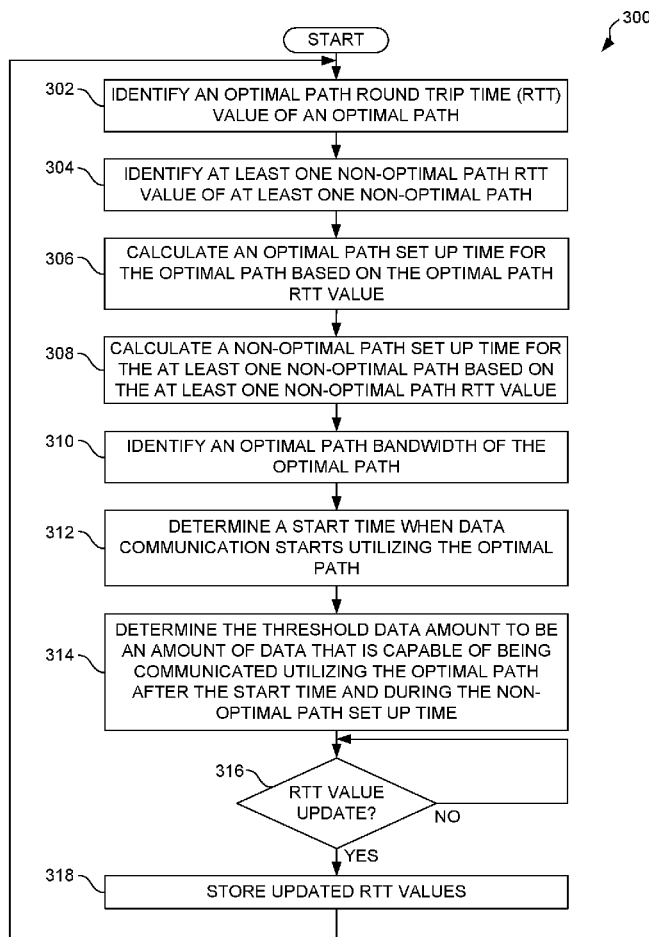 300
START
302
IDENTIFY AN OPTIMAL PATH ROUND TRIP TIME (RTT)
VALUE OF AN OPTIMAL PATH
304
IDENTIFY AT LEAST ONE NON-OPTIMAL PATH RTT
VALUE OF AT LEAST ONE NON-OPTIMAL PATH
306
CALCULATE AN OPTIMAL PATH SET UP TIME FOR
THE OPTIMAL PATH BASED ON THE OPTIMAL PATH
RTT VALUE
308
CALCULATE A NON-OPTIMAL PATH SET UP TIME FOR
THE AT LEAST ONE NON-OPTIMAL PATH BASED ON
THE AT LEAST ONE NON-OPTIMAL PATH RTT VALUE
310
IDENTIFY AN OPTIMAL PATH BANDWIDTH OF THE
OPTIMAL PATH
312
DETERMINE A START TIME WHEN DATA
COMMUNICATION STARTS UTILIZING THE OPTIMAL
PATH
314
DETERMINE THE THRESHOLD DATA AMOUNT TO BE
AN AMOUNT OF DATA THAT IS CAPABLE OF BEING
COMMUNICATED UTILIZING THE OPTIMAL PATH
AFTER THE START TIME AND DURING THE NON-
OPTIMAL PATH SET UP TIME
316
RTT VALUE
UPDATE?
NO
YES
318
STORE UPDATED RTT VALUES